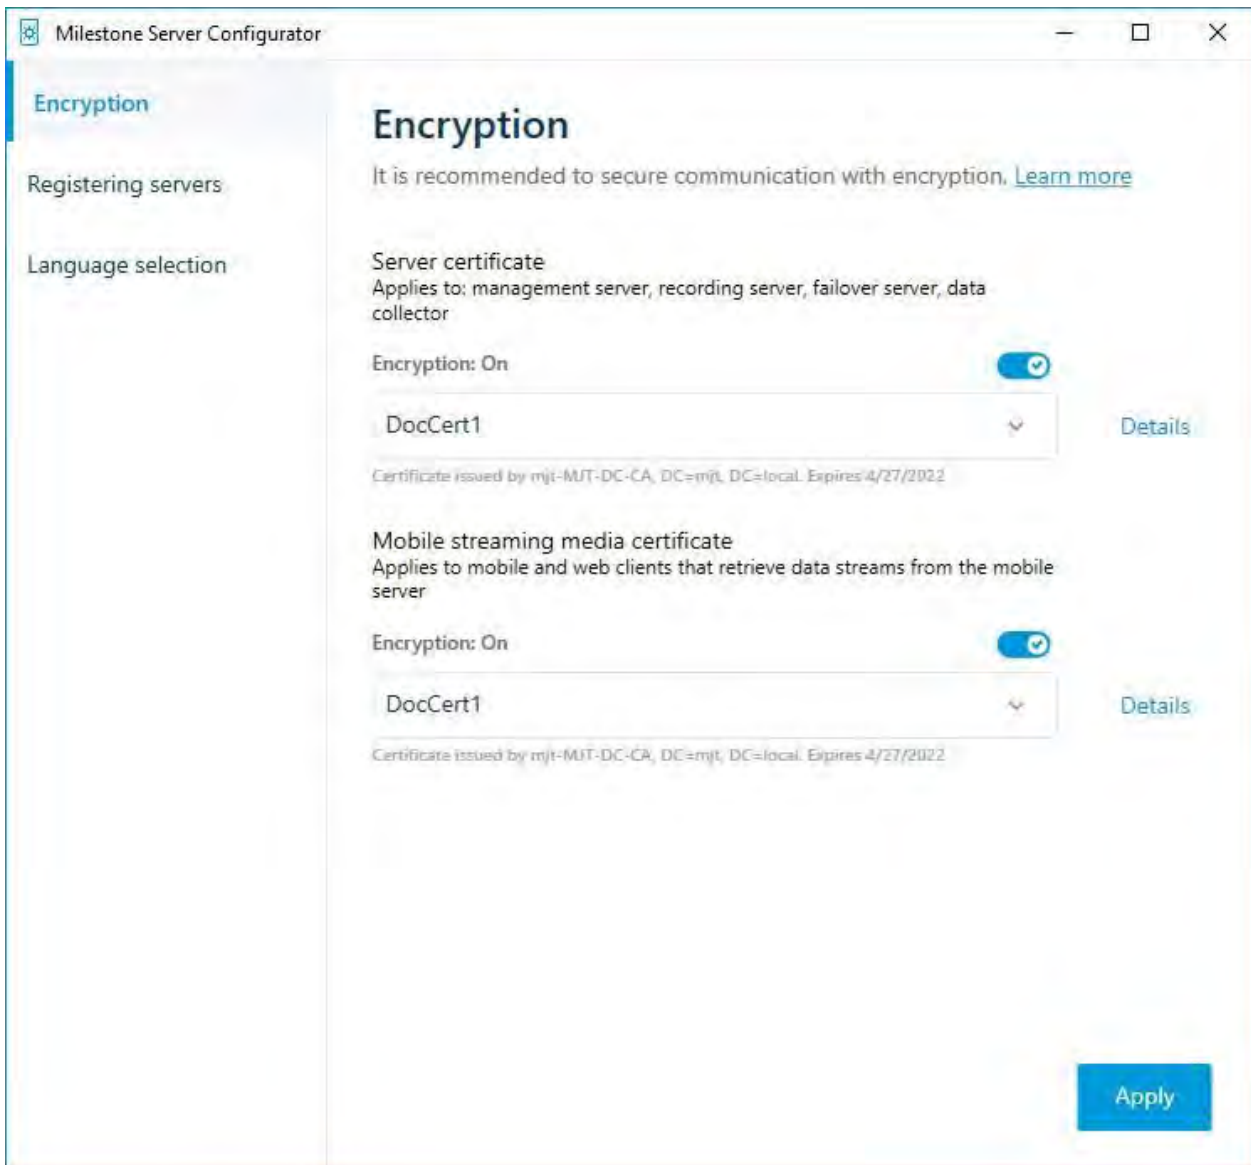 Milestone Server Configurator
Encryption
Registering servers
Language selection
Encryption
It is recommended to secure communication with encryption. Learn more
Server certificate
Applies to: management server, recording server, failover server, data
collector
Encryption: On
DocCert1
Details
Certificate issued by mjt-MJT-DC-CA, DC=mjt, DC=local. Expires 4/27/2022
Mobile streaming media certificate
Applies to mobile and web clients that retrieve data streams from the mobile
server
Encryption: On
DocCert1
Details
Certificate issued by mjt-MJT-DC-CA, DC=mjt, DC=local. Expires 4/27/2022
Apply